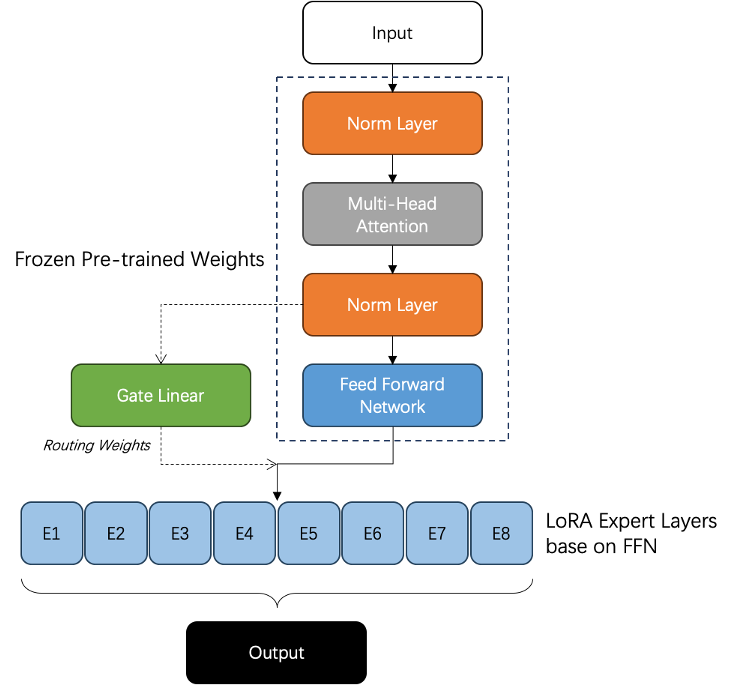 Input
Norm Layer
Multi-Head
Attention
Frozen Pre-trained Weights
Norm Layer
Gate Linear
Feed Forward
Network
Routing Weights
E1 E2 E3 E4 E5 E6 E7 E8
LoRA Expert Layers
base on FFN
Output